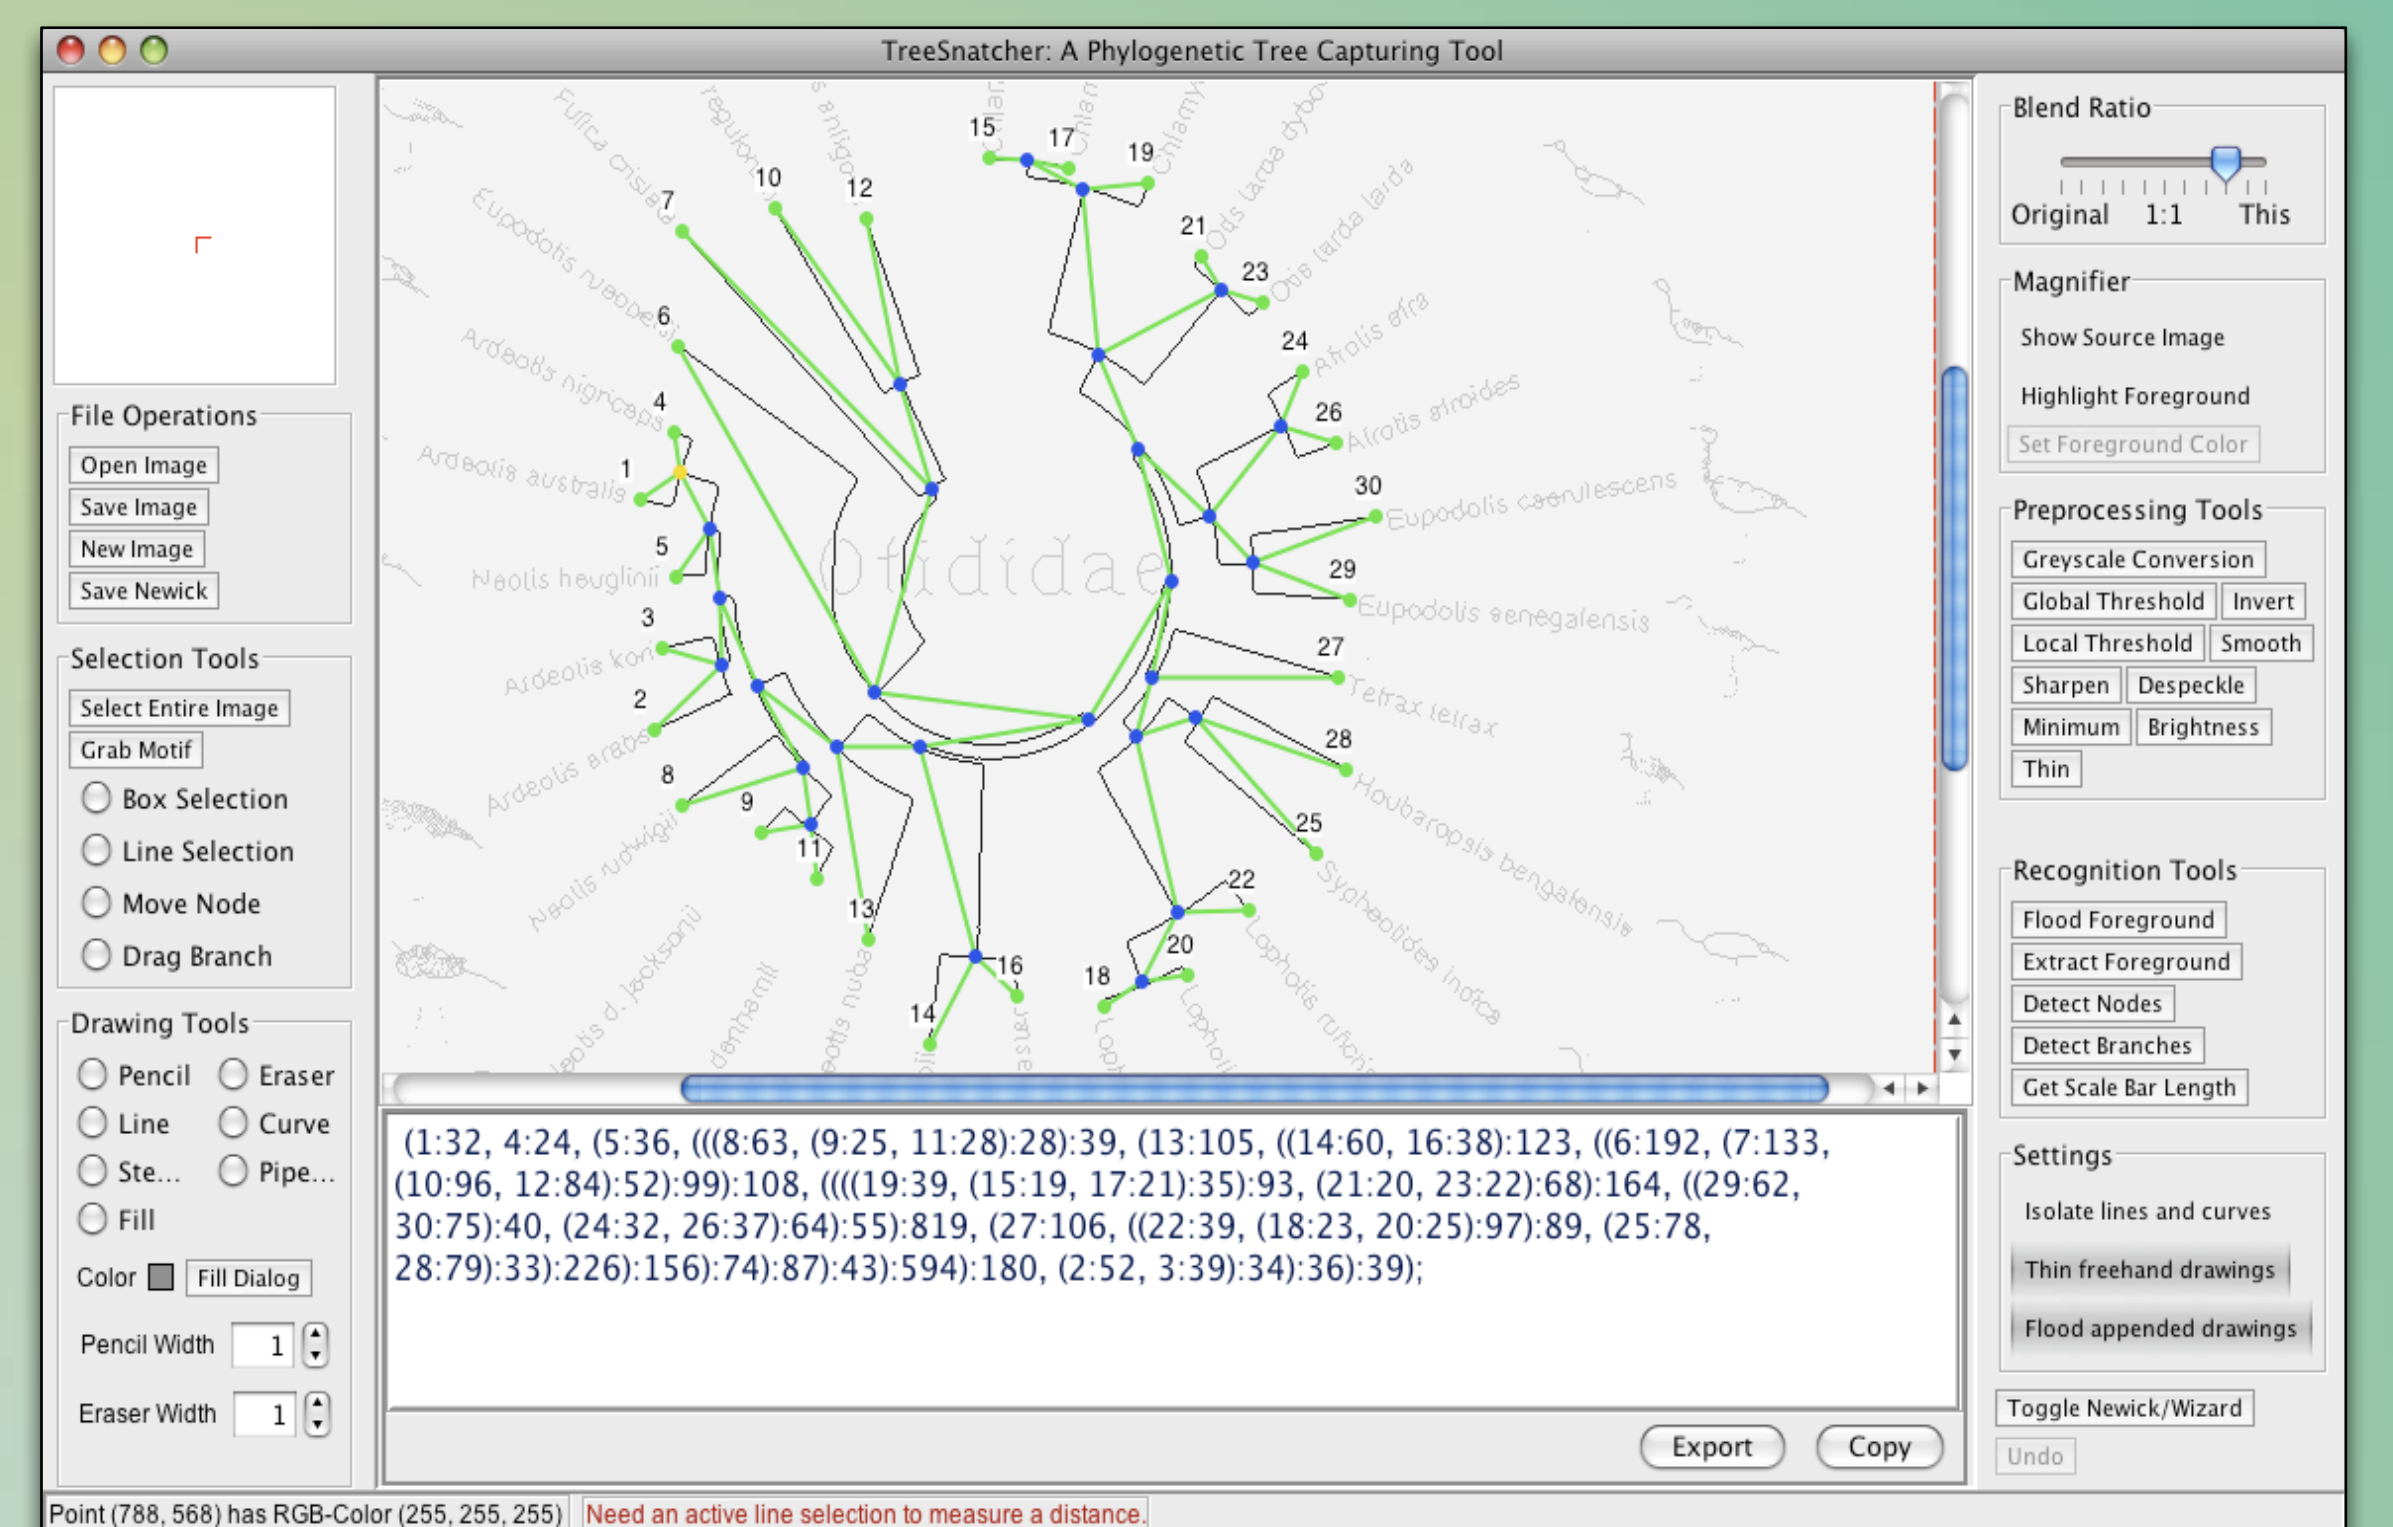 TreeSnatcher: A Phylogenetic Tree Capturing Tool
File Operations
Open Image
Save Image
New Image
Save Newick
Selection Tools
Select Entire Image
Grab Motif
Box Selection
Line Selection
Move Node
Drag Branch
Drawing Tools
Pencil Eraser
Line Curve
Ste... Pipe...
Fill
Color Fill Dialog
Pencil Width 1
Eraser Width 1
15
17
19
10
12
7
21
23
6
24
4
26
1
30
5
29
3
27
2
28
8
9
25
11
22
13
20
16
18
14
Otididae
Neotis heuglinii
(1:32, 4:24, (5:36, (((8:63, (9:25, 11:28):28):39, (13:105, ((14:60, 16:38):123, ((6:192, (7:133,
(10:96, 12:84):52):99):108, ((((19:39, (15:19, 17:21):35):93, (21:20, 23:22):68):164, ((29:62,
30:75):40, (24:32, 26:37):64):55):819, (27:106, ((22:39, (18:23, 20:25):97):89, (25:78,
28:79):33):226):156):74):87):43):594):180, (2:52, 3:39):34):36):39);
Export Copy
Blend Ratio
Original 1:1 This
Magnifier
Show Source Image
Highlight Foreground
Set Foreground Color
Preprocessing Tools
Greyscale Conversion
Global Threshold Invert
Local Threshold Smooth
Sharpen Despeckle
Minimum Brightness
Thin
Recognition Tools
Flood Foreground
Extract Foreground
Detect Nodes
Detect Branches
Get Scale Bar Length
Settings
Isolate lines and curves
Thin freehand drawings
Flood appended drawings
Toggle Newick/Wizard
Undo
Point (788, 568) has RGB-Color (255, 255, 255) Need an active line selection to measure a distance.